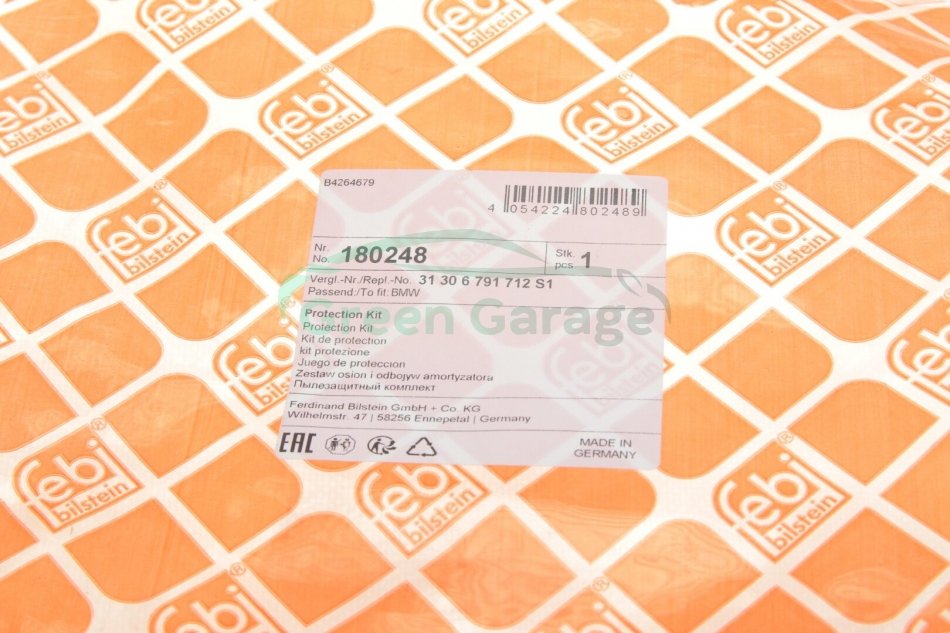 febi
bilstein
B4264679
4 054224 802489
Nr.
No. 180248
Stk.
pcs 1
Vergl.-Nr./Repl.-No. 31 30 6 791 712 S1
Passend:/To fit: BMW
Green Garage
Protection Kit
Protection Kit
Kit de protection
kit protezione
Juego de proteccion
Zestaw oslon i odbojyw amortyzatora
Пылезащитный комплект
Ferdinand Bilstein GmbH + Co. KG
Wilhelmstr. 47 | 58256 Ennepetal | Germany
EAC
MADE IN
GERMANY